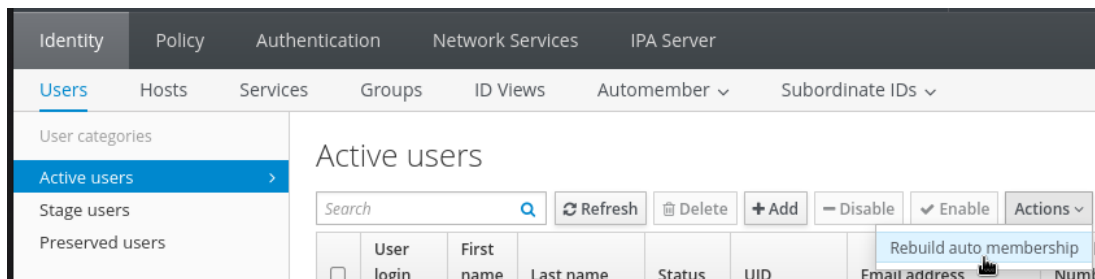 Identity Policy Authentication Network Services IPA Server
Users Hosts Services Groups ID Views Automember Subordinate IDs
User categories
Active users
Stage users
Preserved users
Active users
Search Refresh Delete + Add − Disable Enable Actions
Rebuild auto membership
User login First name Last name Status UID Email address